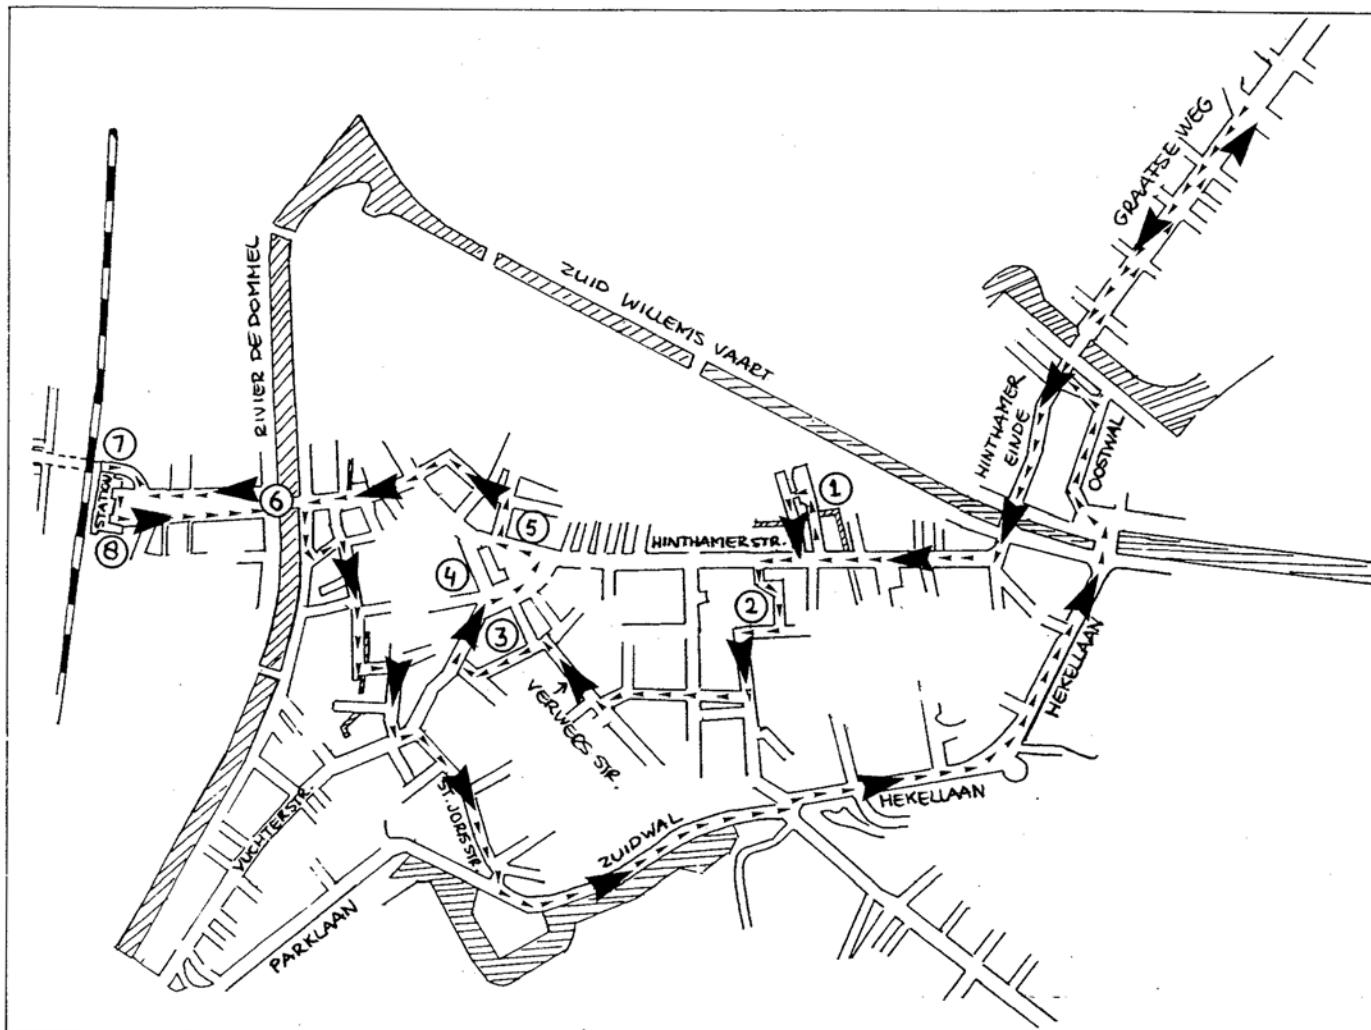 GRAAFSE WEG
RIVIER DE DOMMEL
ZUID WILLEMS VAART
HINTHAMER
EINDE
OOSTWAL
7
STATION
8
6
5
1
HINTHAMERSTR.
4
2
3
VERWERS STR.
HEKELLAAN
HEKELLAAN
ST. JORISSTR.
ZUIDWAL
VUCHTERSTR.
PARKLAAN